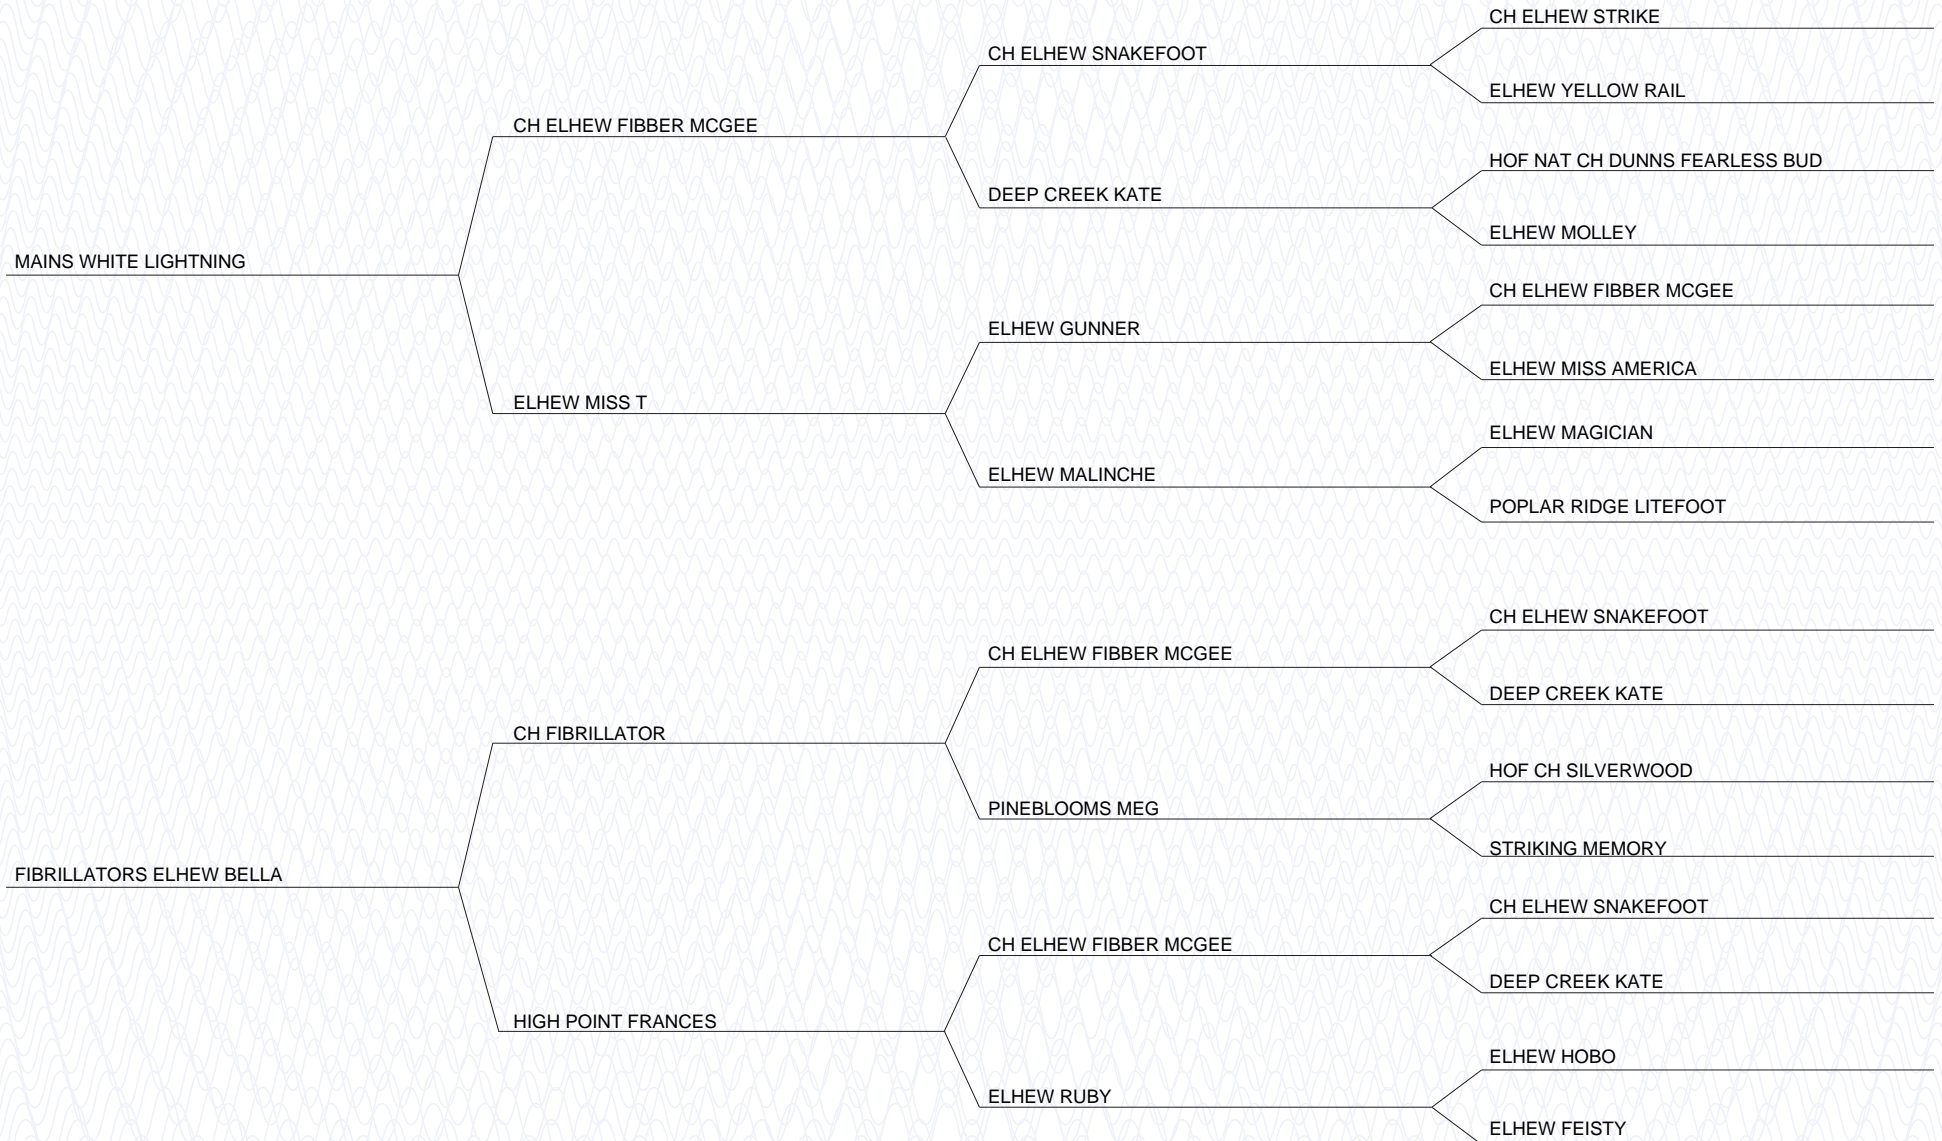 CH ELHEW STRIKE
CH ELHEW SNAKEFOOT
ELHEW YELLOW RAIL
CH ELHEW FIBBER MCGEE
HOF NAT CH DUNNS FEARLESS BUD
DEEP CREEK KATE
ELHEW MOLLEY
MAINS WHITE LIGHTNING
CH ELHEW FIBBER MCGEE
ELHEW GUNNER
ELHEW MISS AMERICA
ELHEW MISS T
ELHEW MAGICIAN
ELHEW MALINCHE
POPLAR RIDGE LITEFOOT
CH ELHEW SNAKEFOOT
CH ELHEW FIBBER MCGEE
DEEP CREEK KATE
CH FIBRILLATOR
HOF CH SILVERWOOD
PINEBLOOMS MEG
STRIKING MEMORY
FIBRILLATORS ELHEW BELLA
CH ELHEW SNAKEFOOT
CH ELHEW FIBBER MCGEE
DEEP CREEK KATE
HIGH POINT FRANCES
ELHEW HOBO
ELHEW RUBY
ELHEW FEISTY